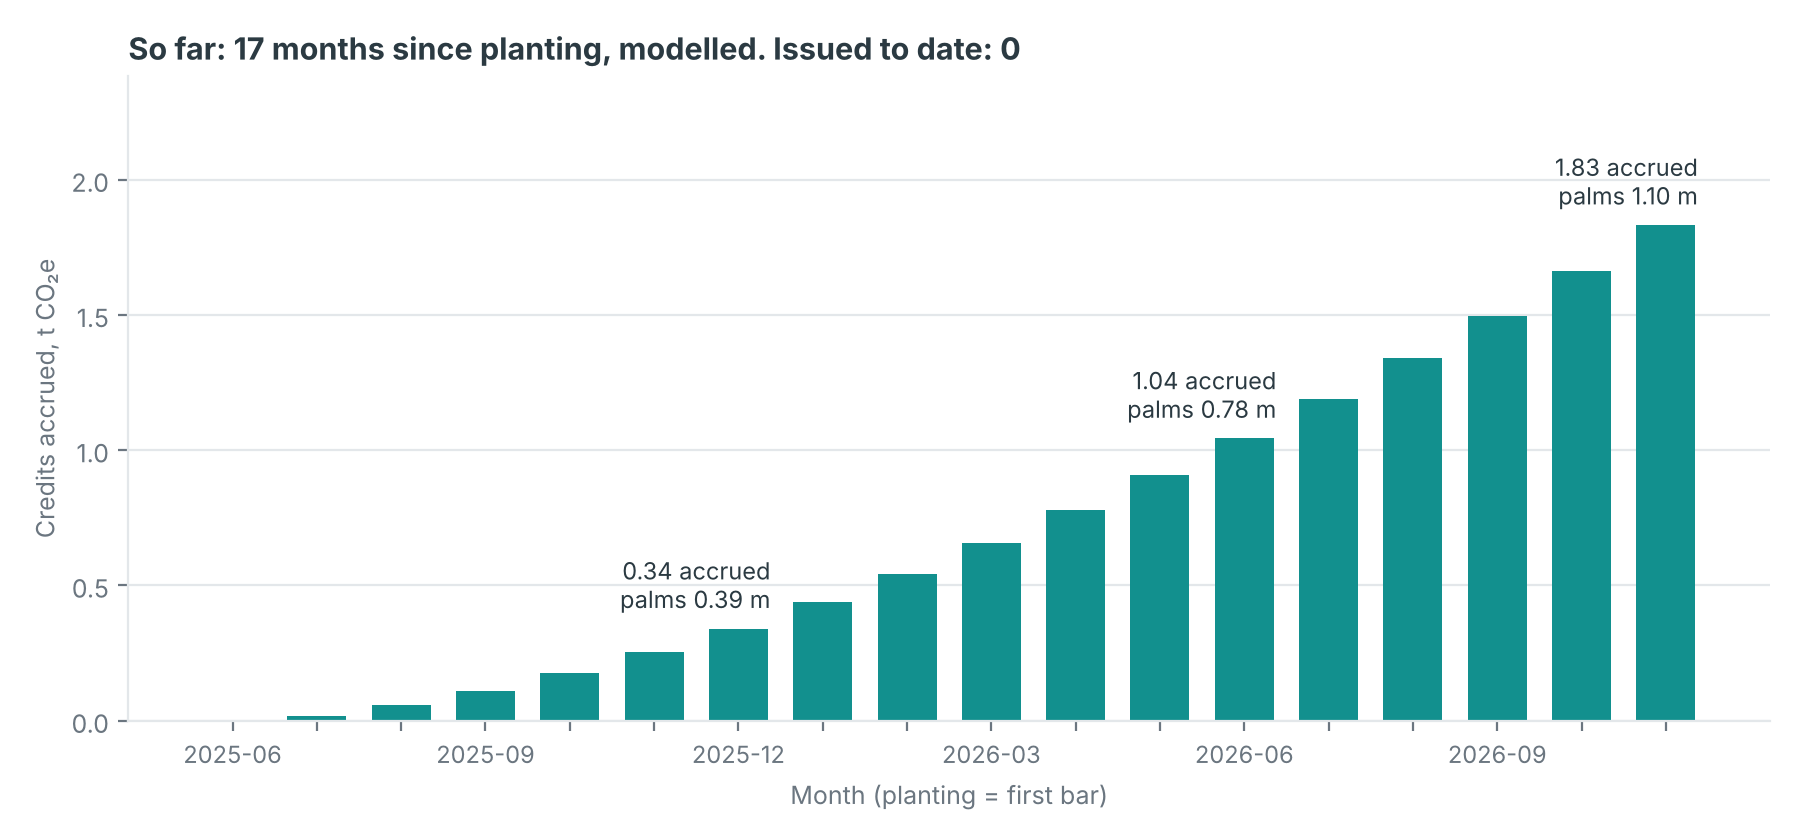 So far: 17 months since planting, modelled. Issued to date: 0
Credits accrued, t CO₂e
2.0
1.5
1.0
0.5
0.0
1.83 accrued
palms 1.10 m
1.04 accrued
palms 0.78 m
0.34 accrued
palms 0.39 m
2025-06
2025-09
2025-12
2026-03
2026-06
2026-09
Month (planting = first bar)